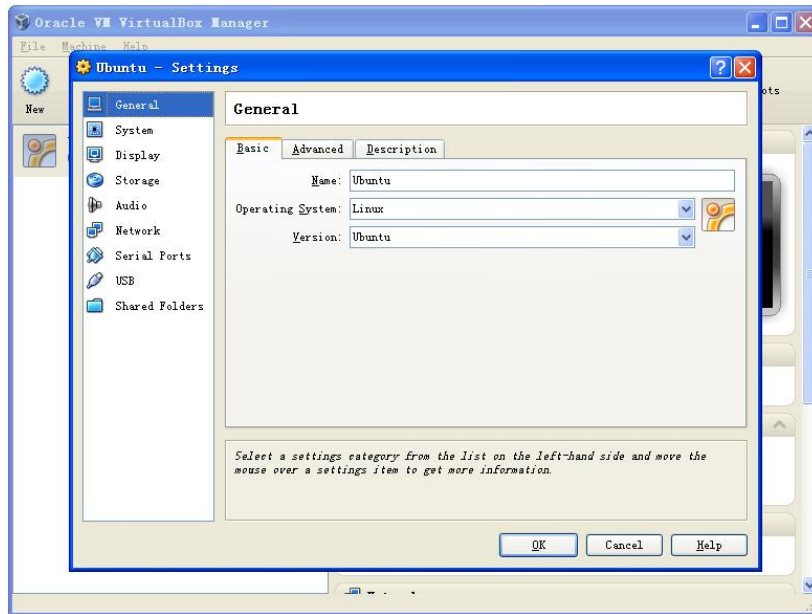 Oracle VM VirtualBox Manager
File Machine Help
Ubuntu - Settings
New
ots
General
System
Display
Storage
Audio
Network
Serial Ports
USB
Shared Folders
General
Basic Advanced Description
Name: Ubuntu
Operating System: Linux
Version: Ubuntu
Select a settings category from the list on the left-hand side and move the
mouse over a settings item to get more information.
OK Cancel Help